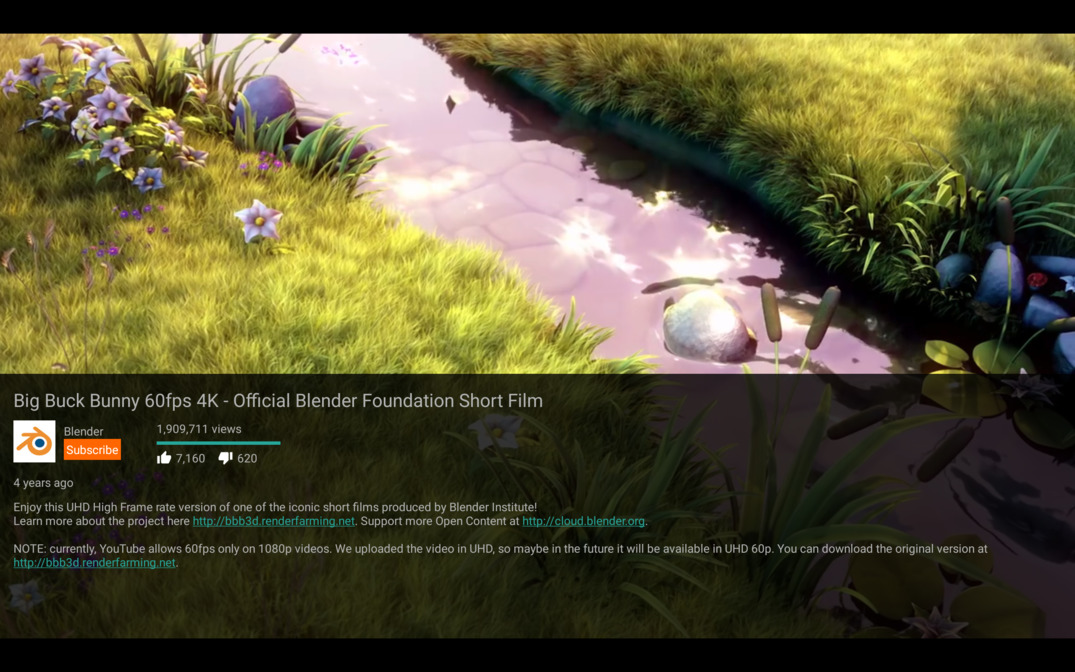 Big Buck Bunny 60fps 4K - Official Blender Foundation Short Film
Blender
Subscribe
1,909,711 views
7,160 620
4 years ago
Enjoy this UHD High Frame rate version of one of the iconic short films produced by Blender Institute!
Learn more about the project here http://bbb3d.renderfarming.net. Support more Open Content at http://cloud.blender.org.
NOTE: currently, YouTube allows 60fps only on 1080p videos. We uploaded the video in UHD, so maybe in the future it will be available in UHD 60p. You can download the original version at
http://bbb3d.renderfarming.net.